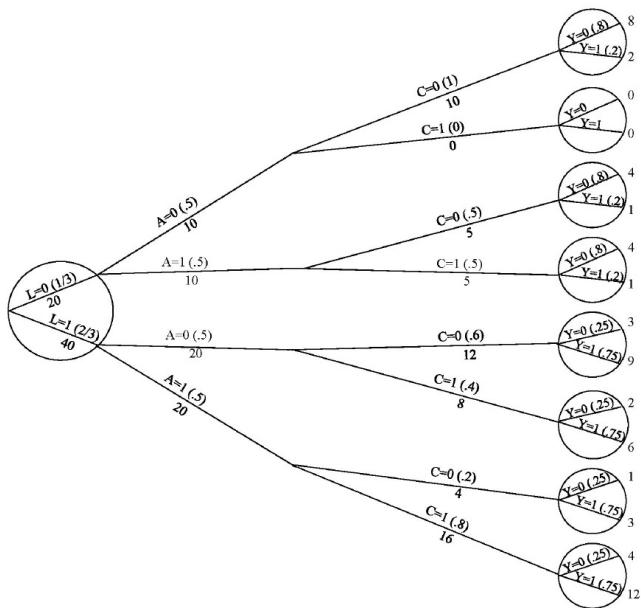 Y=0 (.8)
8
Y=1 (.2)
2
C=0 (1)
10
Y=0
0
C=1 (0)
0
Y=1
0
A=0 (.5)
10
Y=0 (.8)
4
Y=1 (.2)
1
C=0 (.5)
5
Y=0 (.8)
4
A=1 (.5)
10
C=1 (.5)
5
Y=1 (.2)
1
L=0 (1/3)
20
L=1 (2/3)
40
A=0 (.5)
20
C=0 (.6)
12
Y=0 (.25)
3
Y=1 (.75)
9
C=1 (.4)
8
A=1 (.5)
20
Y=0 (.25)
2
Y=1 (.75)
6
C=0 (.2)
4
Y=0 (.25)
1
Y=1 (.75)
3
C=1 (.8)
16
Y=0 (.25)
4
Y=1 (.75)
12